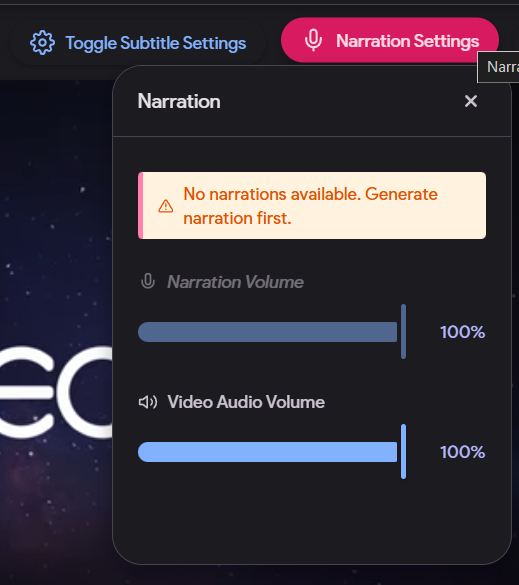 Toggle Subtitle Settings
Narration Settings
Narra
Narration
No narrations available. Generate
narration first.
Narration Volume
100%
Video Audio Volume
100%
EO